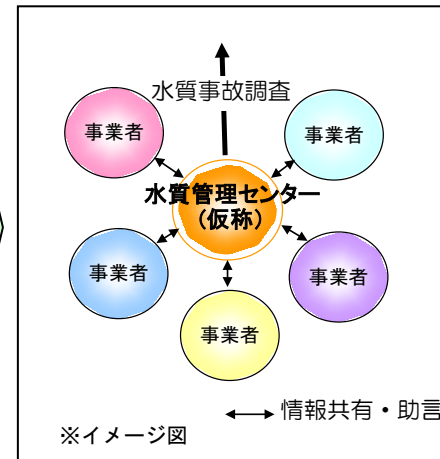 水質事故調査
事業者
事業者
水質管理センター
（仮称）
事業者
事業者
事業者
情報共有・助言
※イメージ図